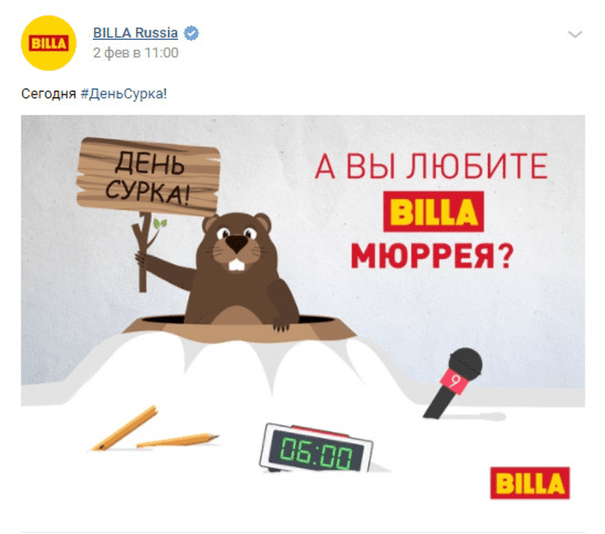 BILLA
BILLA Russia
2 фев в 11:00
Сегодня #ДеньСурка!
ДЕНЬ
СУРКА!
А ВЫ ЛЮБИТЕ
BILLA
МЮРРЕЯ?
9
06:00
BILLA